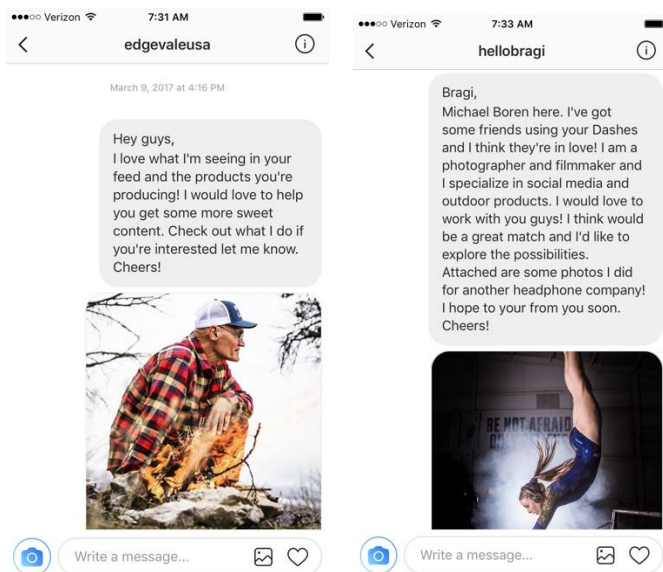 ●●●○○ Verizon 7:31 AM
edgevaleusa
March 9, 2017 at 4:16 PM
Hey guys,
I love what I'm seeing in your
feed and the products you're
producing! I would love to help
you get some more sweet
content. Check out what I do if
you're interested let me know.
Cheers!
Write a message...
●●●○○ Verizon 7:33 AM
hellobragi
Bragi,
Michael Boren here. I've got
some friends using your Dashes
and I think they're in love! I am a
photographer and filmmaker and
I specialize in social media and
outdoor products. I would love to
work with you guys! I think would
be a great match and I'd like to
explore the possibilities.
Attached are some photos I did
for another headphone company!
I hope to your from you soon.
Cheers!
BE NOT AFRAID
Write a message...